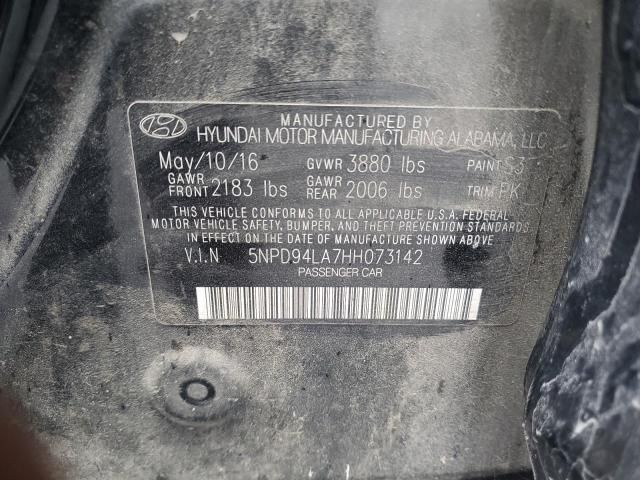 MANUFACTURED BY
HYUNDAI MOTOR MANUFACTURING ALABAMA, LLC
May/10/16 GVWR 3880 lbs PAINT S3
GAWR FRONT 2183 lbs GAWR REAR 2006 lbs TRIM PK
THIS VEHICLE CONFORMS TO ALL APPLICABLE U.S.A. FEDERAL
MOTOR VEHICLE SAFETY, BUMPER, AND THEFT PREVENTION STANDARDS
IN EFFECT ON THE DATE OF MANUFACTURE SHOWN ABOVE
V.I.N 5NPD94LA7HH073142
PASSENGER CAR